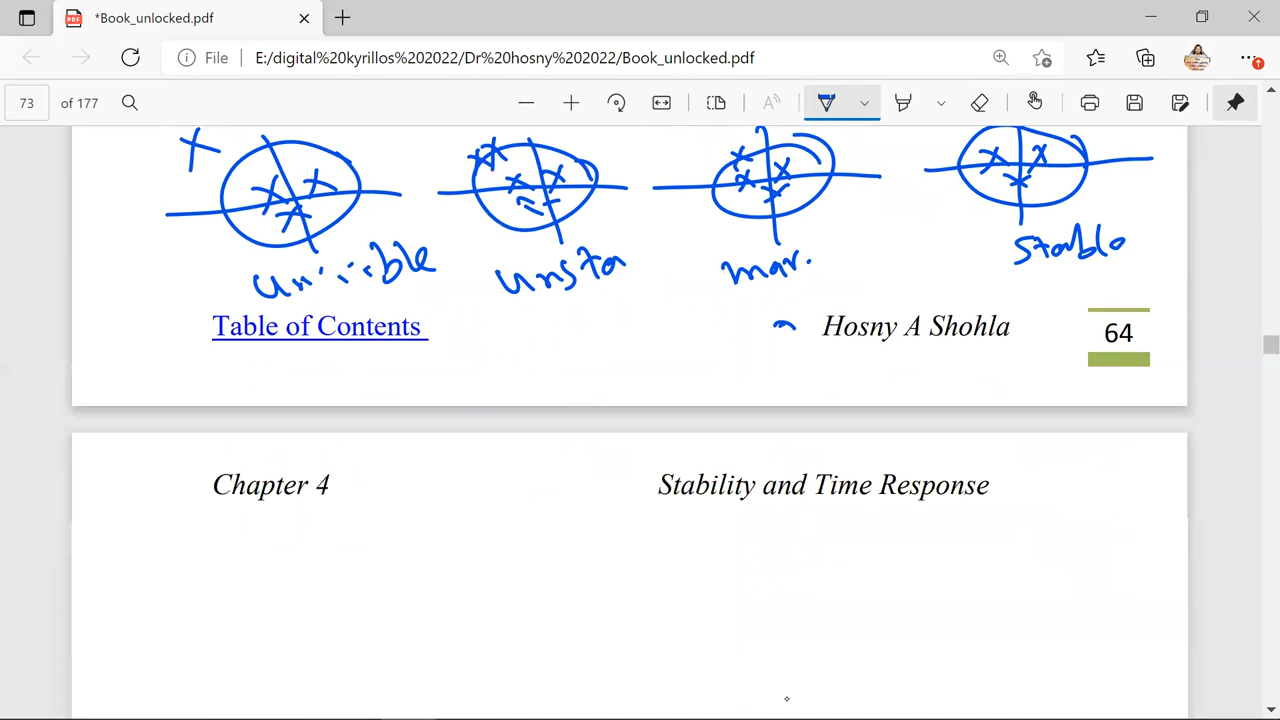 *Book_unlocked.pdf
File E:/digital%20kyrillos%202022/Dr%20hosny%202022/Book_unlocked.pdf
73 of 177
unsta
mar.
stable
Table of Contents Hosny A Shohla 64
Chapter 4 Stability and Time Response